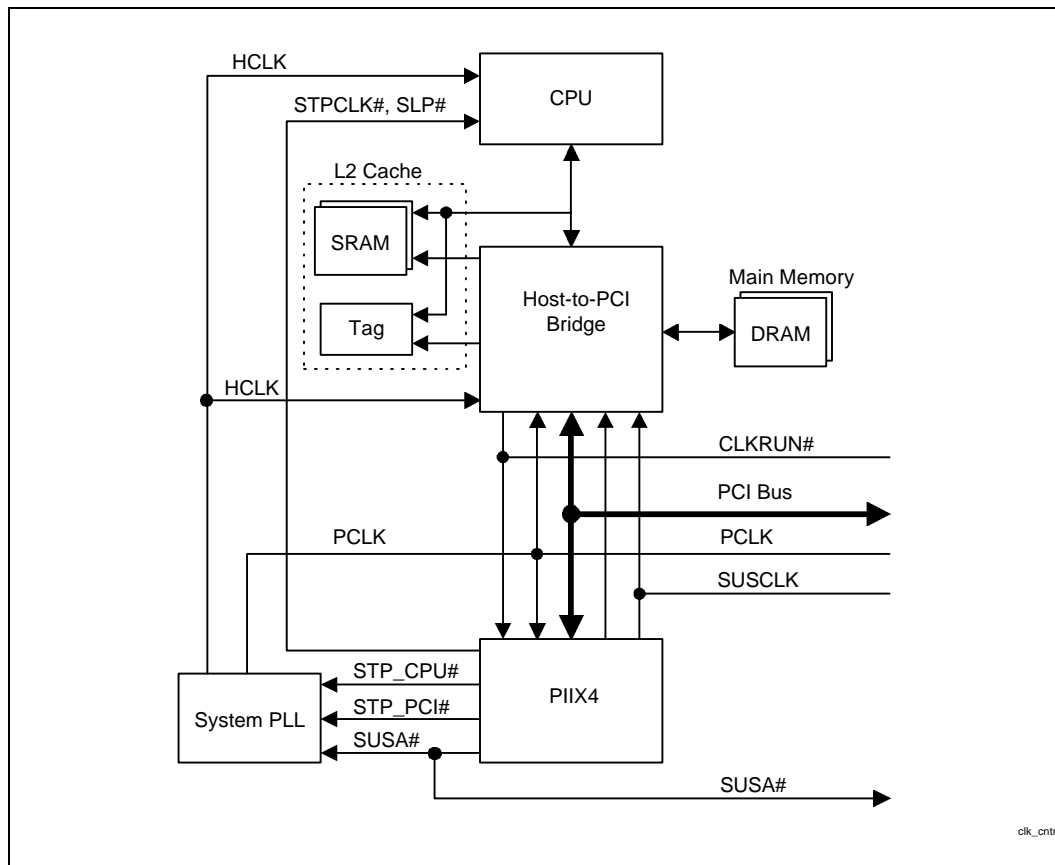 HCLK
CPU
STPCLK#, SLP#
L2 Cache
SRAM
Host-to-PCI
Bridge
Main Memory
DRAM
Tag
HCLK
CLKRUN#
PCI Bus
PCLK
PCLK
SUSCLK
STP_CPU#
PIIX4
System PLL
STP_PCI#
SUSA#
SUSA#